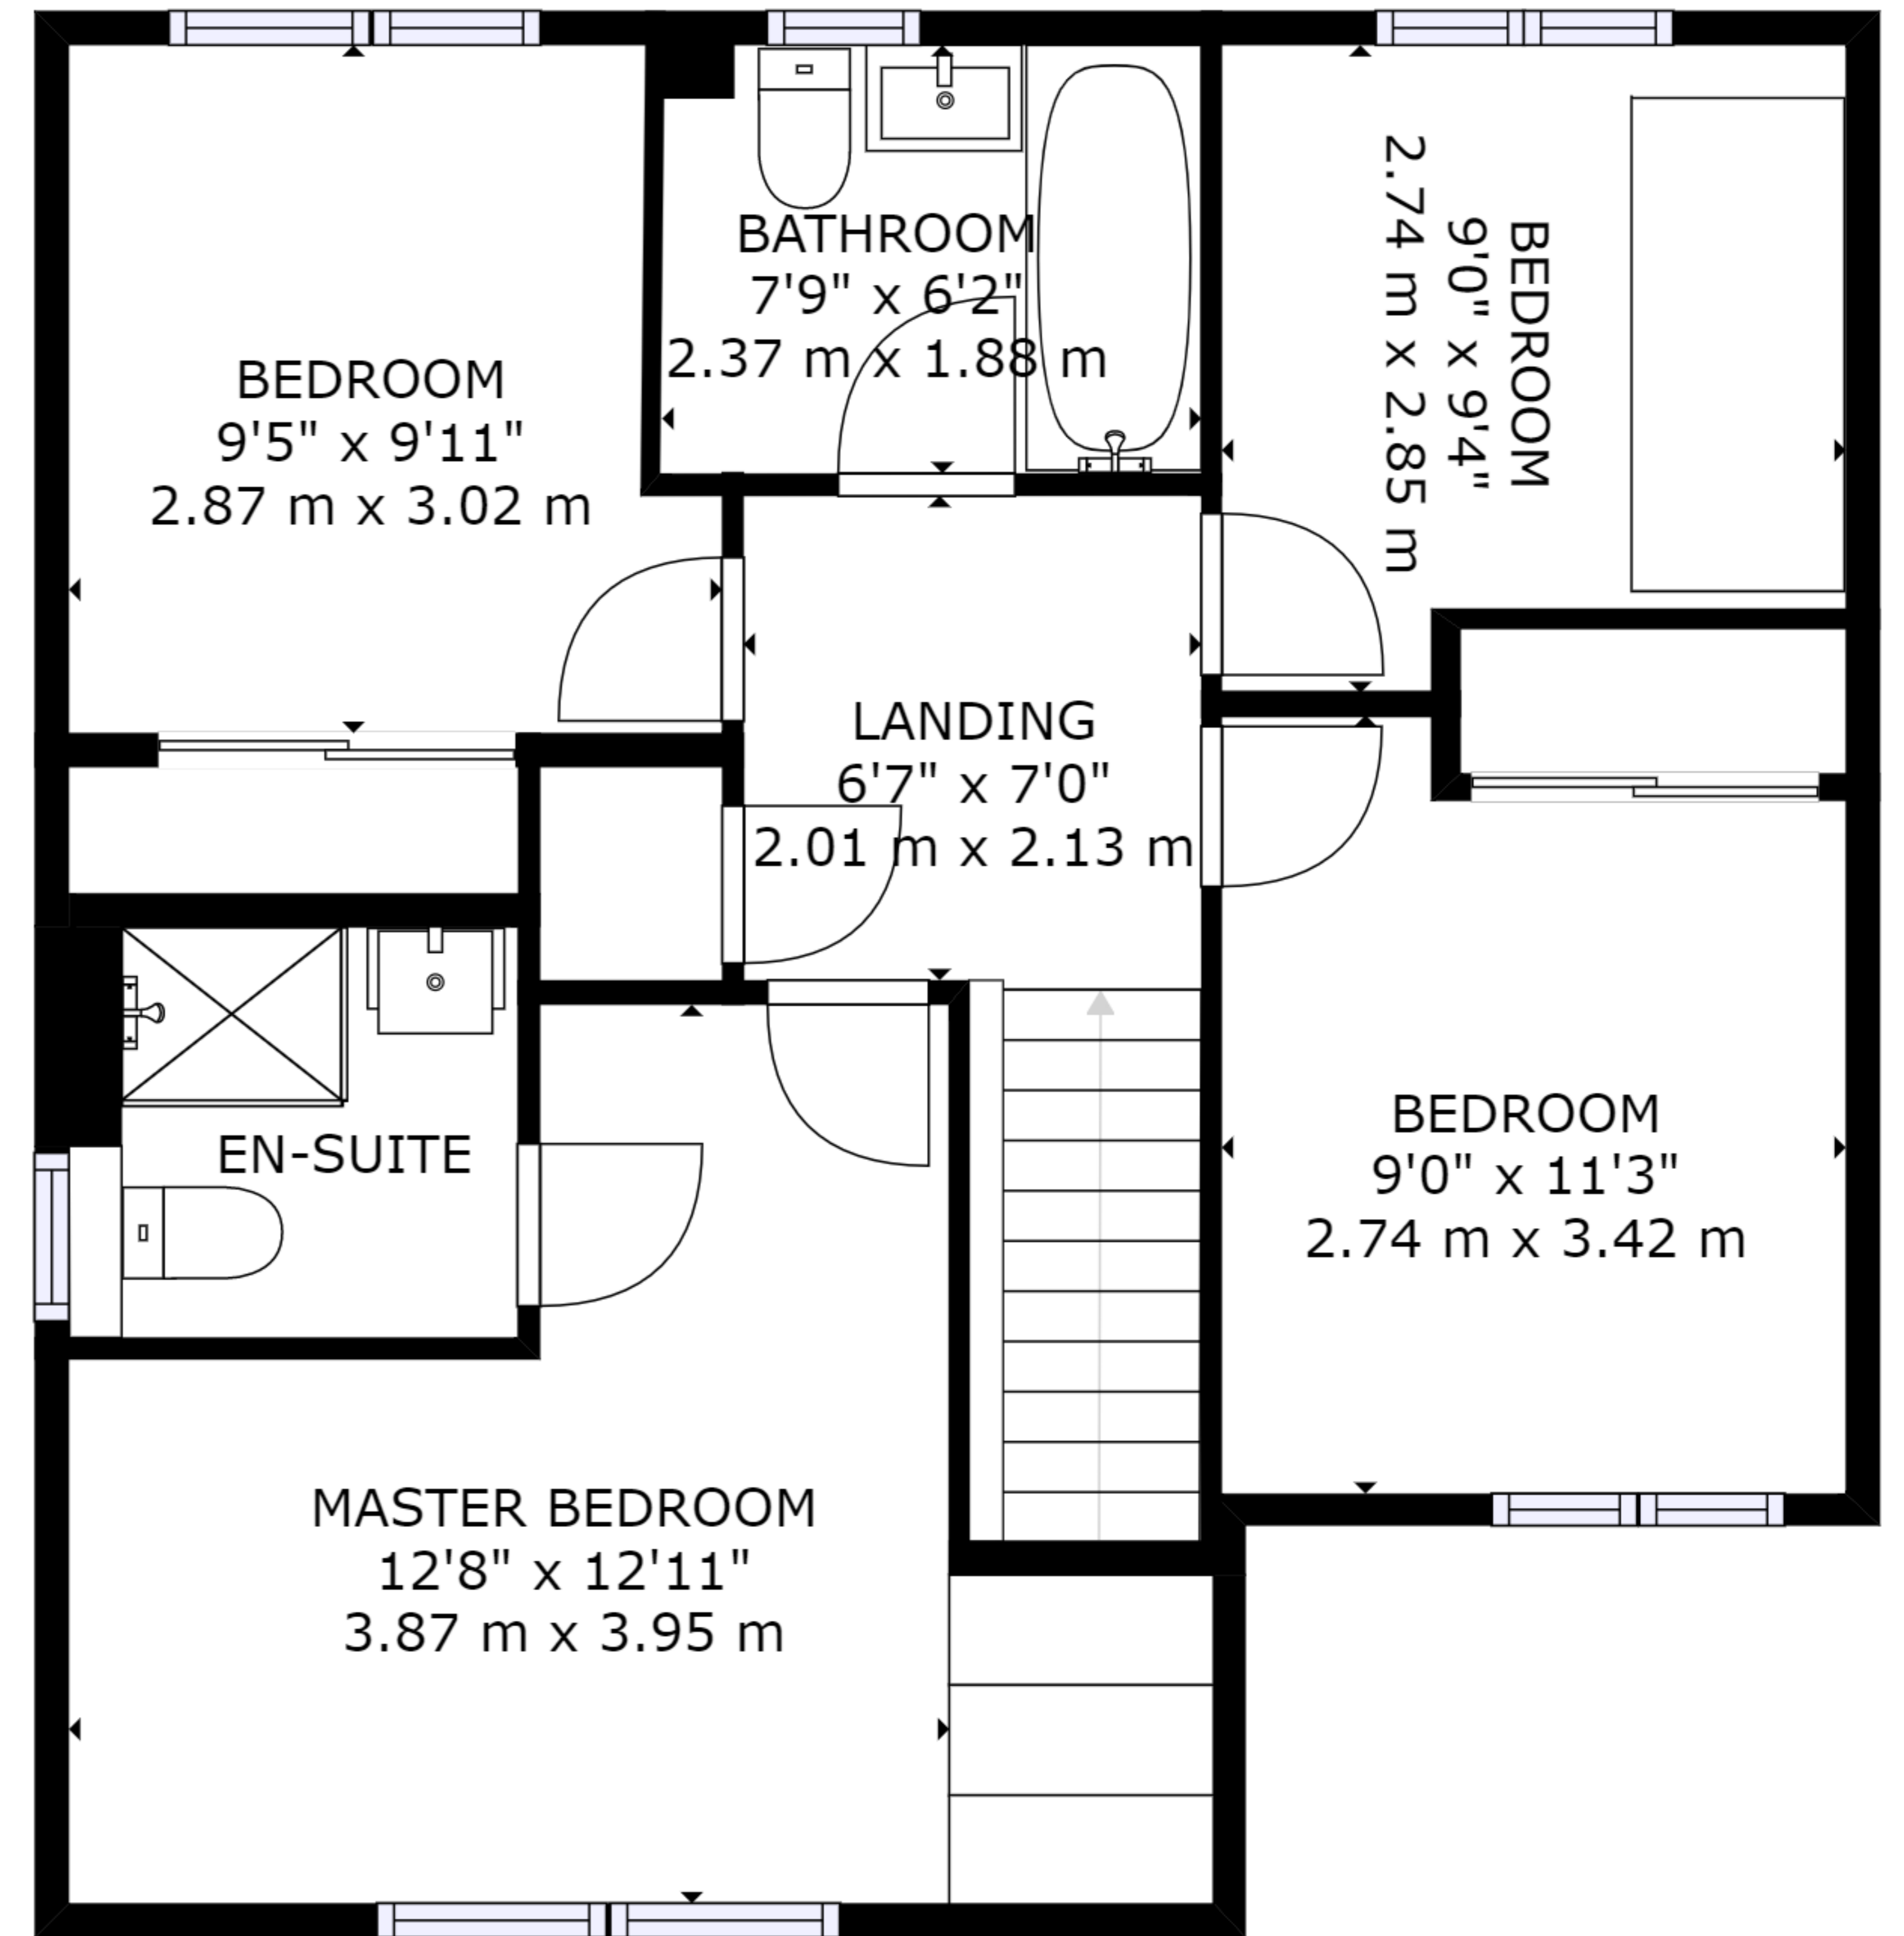 BATHROOM
7'9" x 6'2"
2.37 m x 1.88 m
BEDROOM
9'0" x 9'4"
2.74 m x 2.85 m
BEDROOM
9'5" x 9'11"
2.87 m x 3.02 m
LANDING
6'7" x 7'0"
2.01 m x 2.13 m
EN-SUITE
BEDROOM
9'0" x 11'3"
2.74 m x 3.42 m
MASTER BEDROOM
12'8" x 12'11"
3.87 m x 3.95 m